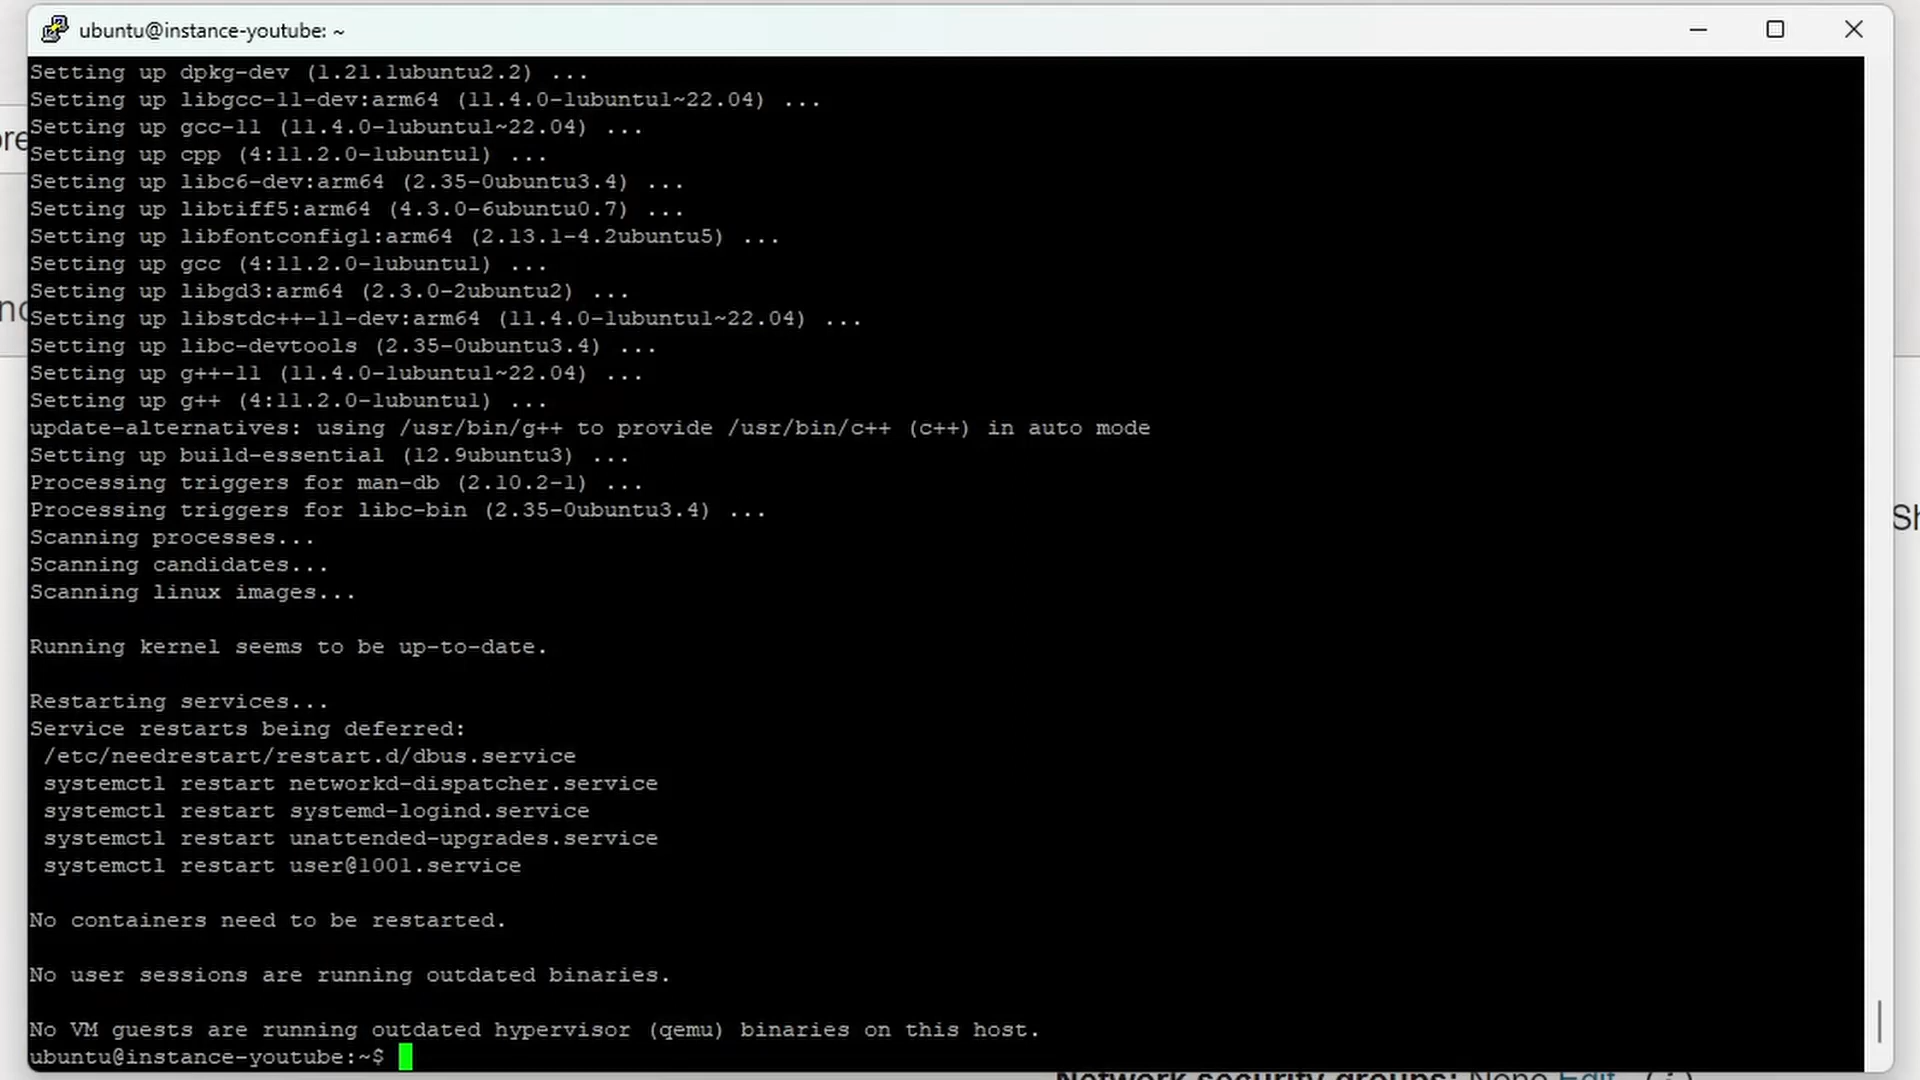 ubuntu@instance-youtube: ~
Setting up dpkg-dev (1.21.1ubuntu2.2) ...
Setting up libgcc-11-dev:arm64 (11.4.0-1ubuntu1~22.04) ...
Setting up gcc-11 (11.4.0-1ubuntu1~22.04) ...
Setting up cpp (4:11.2.0-1ubuntu1) ...
Setting up libc6-dev:arm64 (2.35-0ubuntu3.4) ...
Setting up libtiff5:arm64 (4.3.0-6ubuntu0.7) ...
Setting up libfontconfig1:arm64 (2.13.1-4.2ubuntu5) ...
Setting up gcc (4:11.2.0-1ubuntu1) ...
Setting up libgd3:arm64 (2.3.0-2ubuntu2) ...
Setting up libstdc++-11-dev:arm64 (11.4.0-1ubuntu1~22.04) ...
Setting up libc-devtools (2.35-0ubuntu3.4) ...
Setting up g++-11 (11.4.0-1ubuntu1~22.04) ...
Setting up g++ (4:11.2.0-1ubuntu1) ...
update-alternatives: using /usr/bin/g++ to provide /usr/bin/c++ (c++) in auto mode
Setting up build-essential (12.9ubuntu3) ...
Processing triggers for man-db (2.10.2-1) ...
Processing triggers for libc-bin (2.35-0ubuntu3.4) ...
Scanning processes...
Scanning candidates...
Scanning linux images...
Running kernel seems to be up-to-date.
Restarting services...
Service restarts being deferred:
/etc/needrestart/restart.d/dbus.service
systemctl restart networkd-dispatcher.service
systemctl restart systemd-logind.service
systemctl restart unattended-upgrades.service
systemctl restart user@1001.service
No containers need to be restarted.
No user sessions are running outdated binaries.
No VM guests are running outdated hypervisor (qemu) binaries on this host.
ubuntu@instance-youtube:~$
Network security groups: None Edit